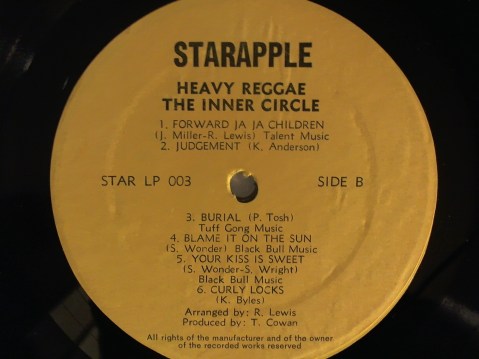 STARAPPLE
HEAVY REGGAE
THE INNER CIRCLE
1. FORWARD JA JA CHILDREN
(J. Miller-R. Lewis) Talent Music
2. JUDGEMENT (K. Anderson)
STAR LP 003 SIDE B
3. BURIAL (P. Tosh)
Tuff Gong Music
4. BLAME IT ON THE SUN
(S. Wonder) Black Bull Music
5. YOUR KISS IS SWEET
(S. Wonder-S. Wright)
Black Bull Music
6. CURLY LOCKS
(K. Byles)
Arranged by: R. Lewis
Produced by: T. Cowan
All rights of the manufacturer and of the owner
of the recorded works reserved